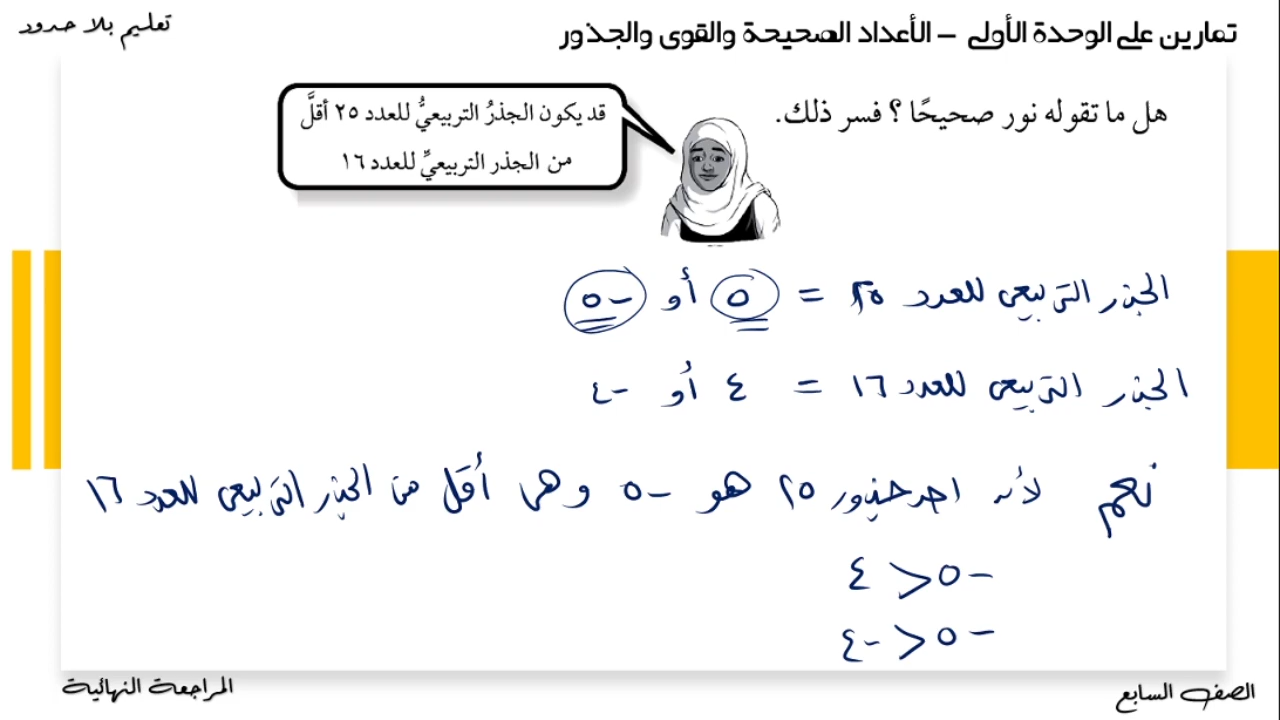 تمارين على الوحدة الأولى – الأعداد الصحيحة والقوى والجذور
تعليم بلا حدود
هل ما تقوله نور صحيحًا ؟ فسر ذلك.
قد يكون الجذرُ التربيعيُّ للعدد ٢٥ أقلَّ
من الجذر التربيعيِّ للعدد ١٦
الجذر التربيعي للعدد ٢٥ = ٥ أو -٥
الجذر التربيعي للعدد ١٦ = ٤ أو -٤
نعم لأنه احد جذور ٢٥ هو -٥ وهي أقل من الجذر التربيعي للعدد ١٦
-٥ > ٤
-٥ > -٤
الصف السابع
المراجعة النهائية